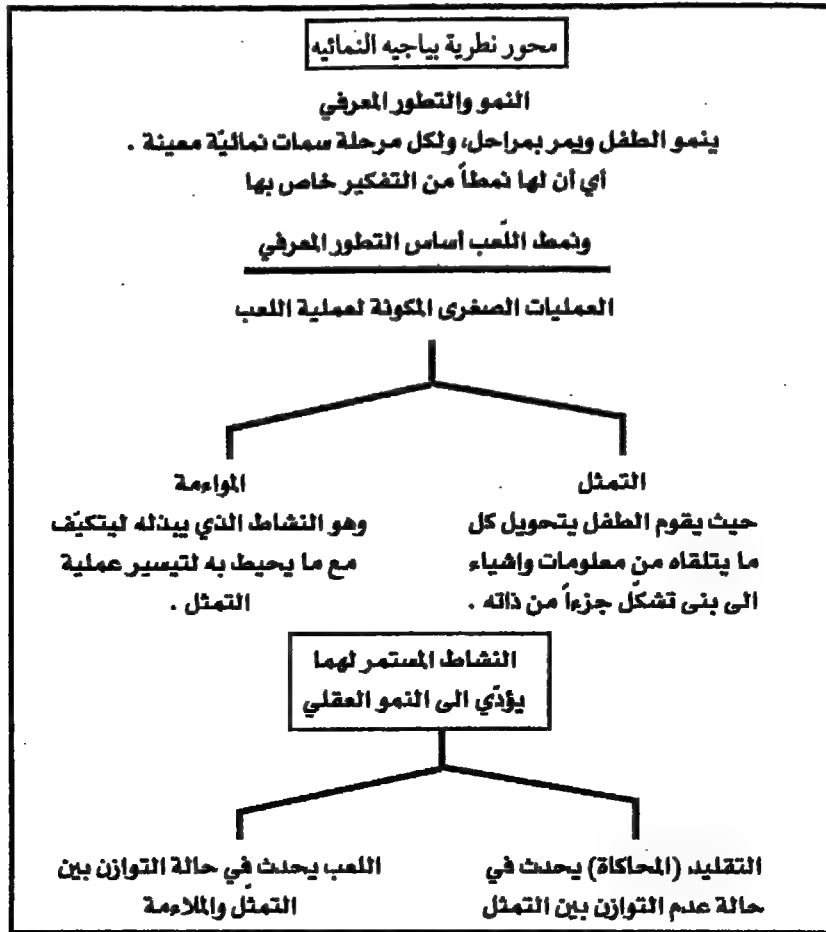 محور نطرية بياجيه النمائيه
النمو والتطور المعرفي
ينمو الطفل ويمر بمراحل، ولكل مرحلة سمات نمائيّة معينة .
أي أن لها نمطاً من التفكير خاص بها
ونمط اللّعب أساس التطور المعرفي
العمليات الصغرى المكونة لعملية اللعب
التمثل
حيث يقوم الطفل بتحويل كل
ما يتلقاه من معلومات واشياء
الى بنى تشكّل جزءاً من ذاته .
المواءمة
وهو النشاط الذي يبذله ليتكيّف
مع ما يحيط به لتيسير عملية
التمثل .
النشاط المستمر لهما
يؤدّي الى النمو العقلي
التقليد (المحاكاة) يحدث في
حالة عدم التوازن بين التمثل
اللعب يحدث في حالة التوازن بين
التمثّل والملاءمة